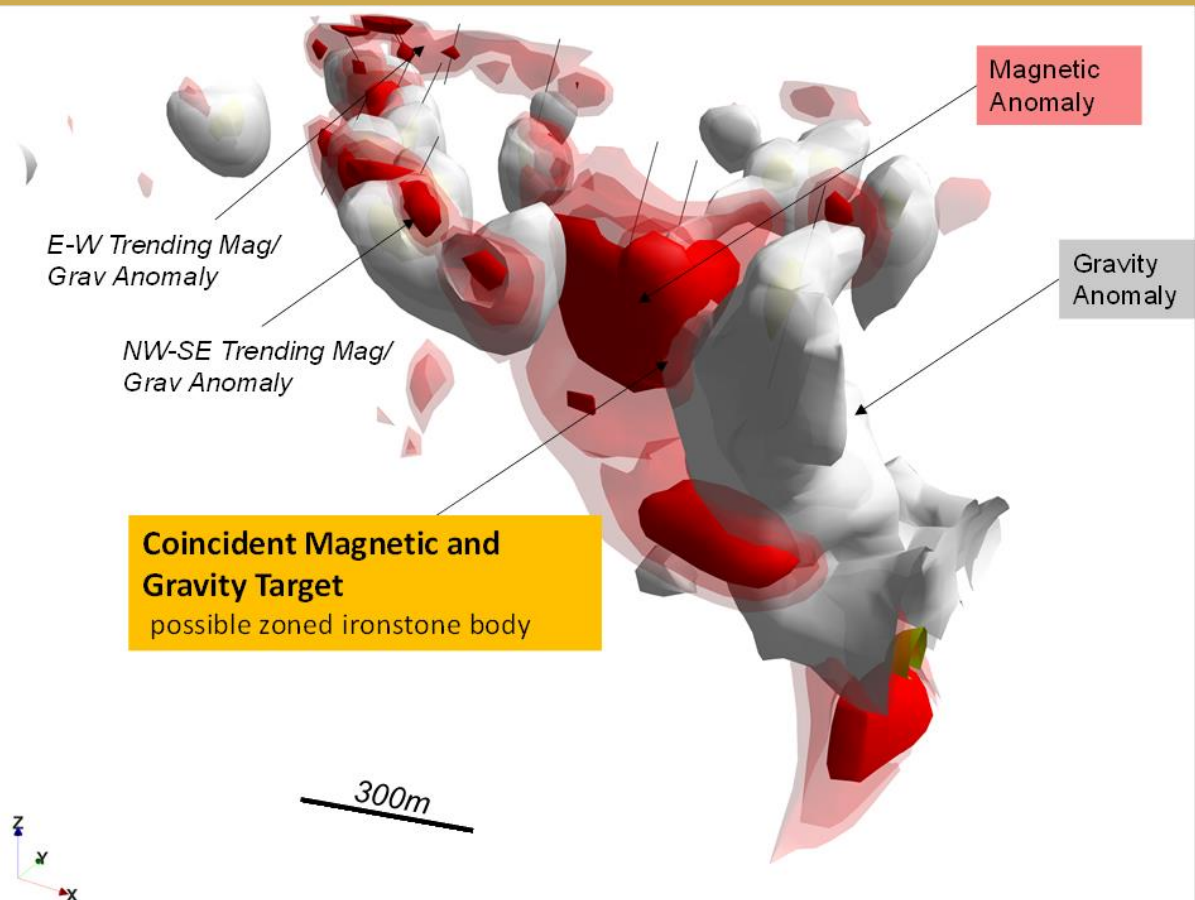 Magnetic
Anomaly
E-W Trending Mag/
Grav Anomaly
Gravity
Anomaly
NW-SE Trending Mag/
Grav Anomaly
Coincident Magnetic and
Gravity Target
possible zoned ironstone body
300m
Z
Y
X